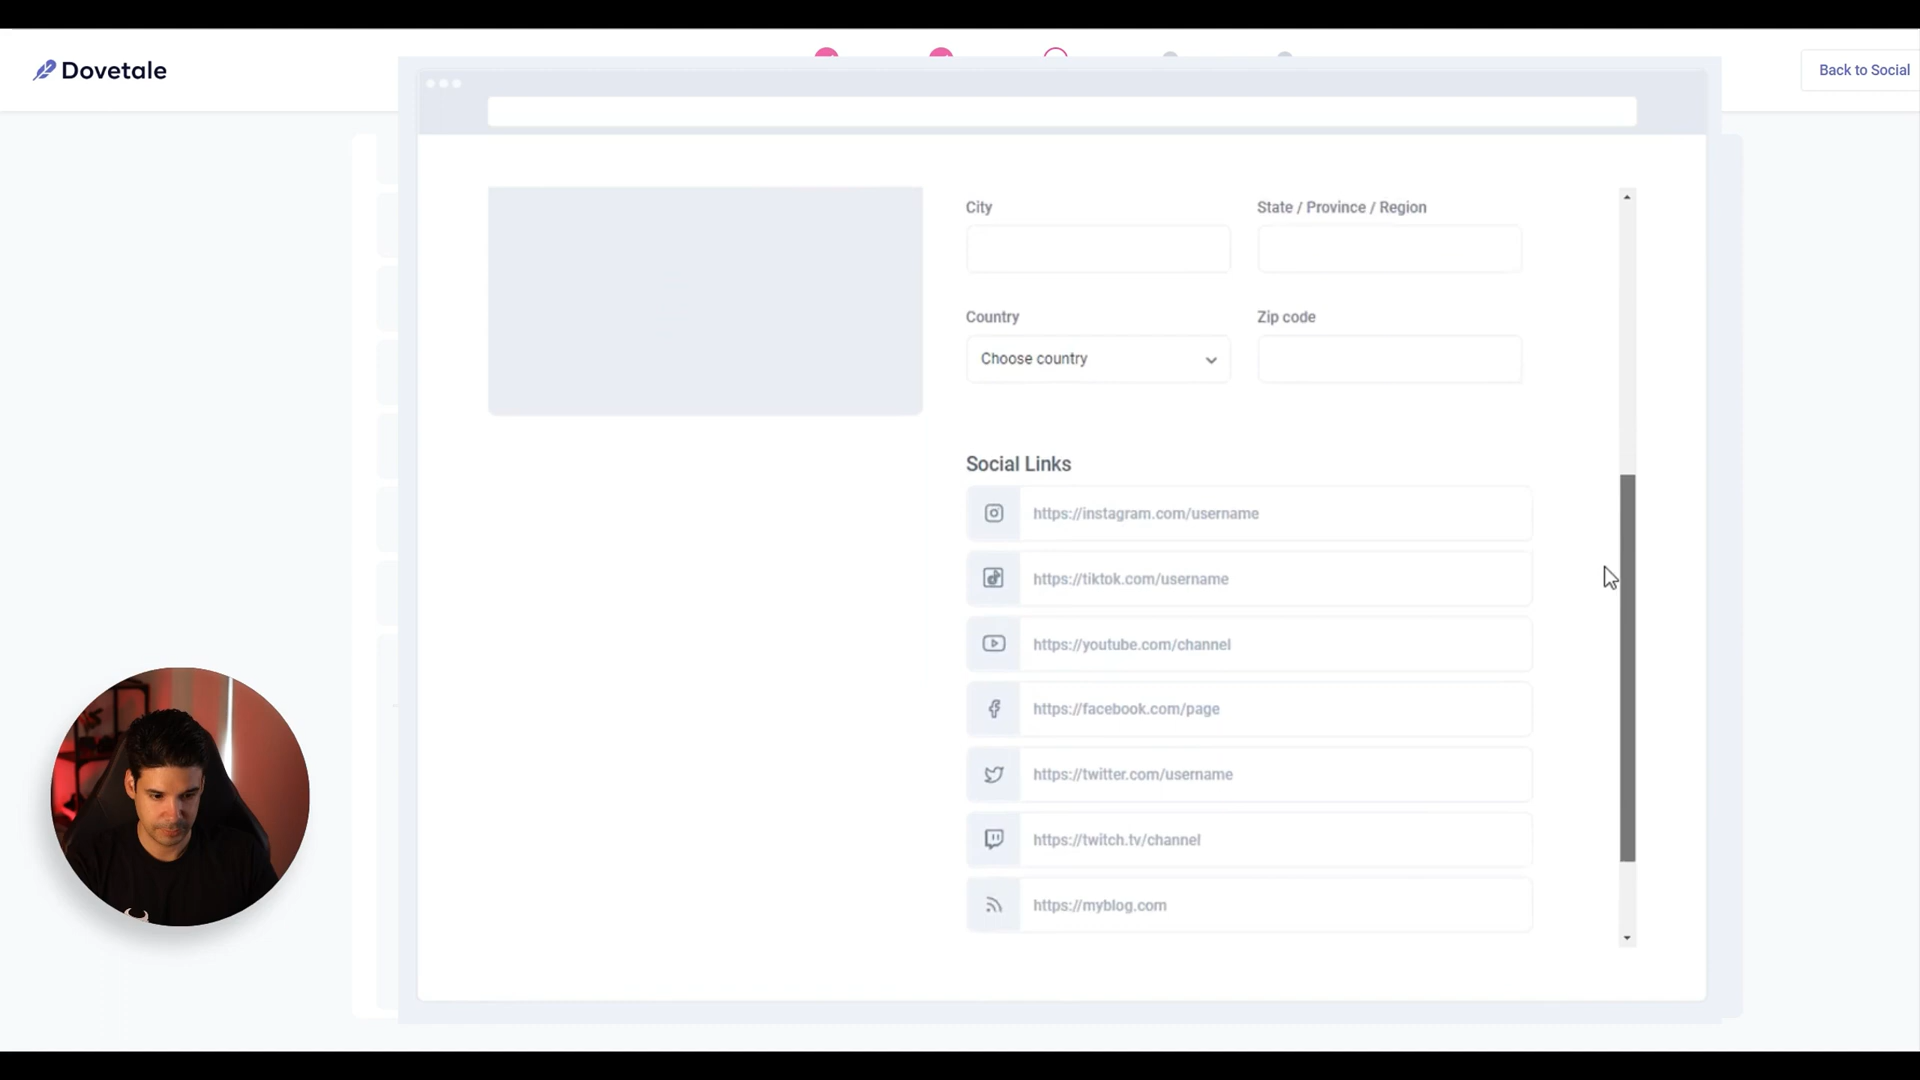 Dovetale
Back to Social
City
State / Province / Region
Country
Zip code
Choose country
Social Links
https://instagram.com/username
https://tiktok.com/username
https://youtube.com/channel
https://facebook.com/page
https://twitter.com/username
https://twitch.tv/channel
https://myblog.com